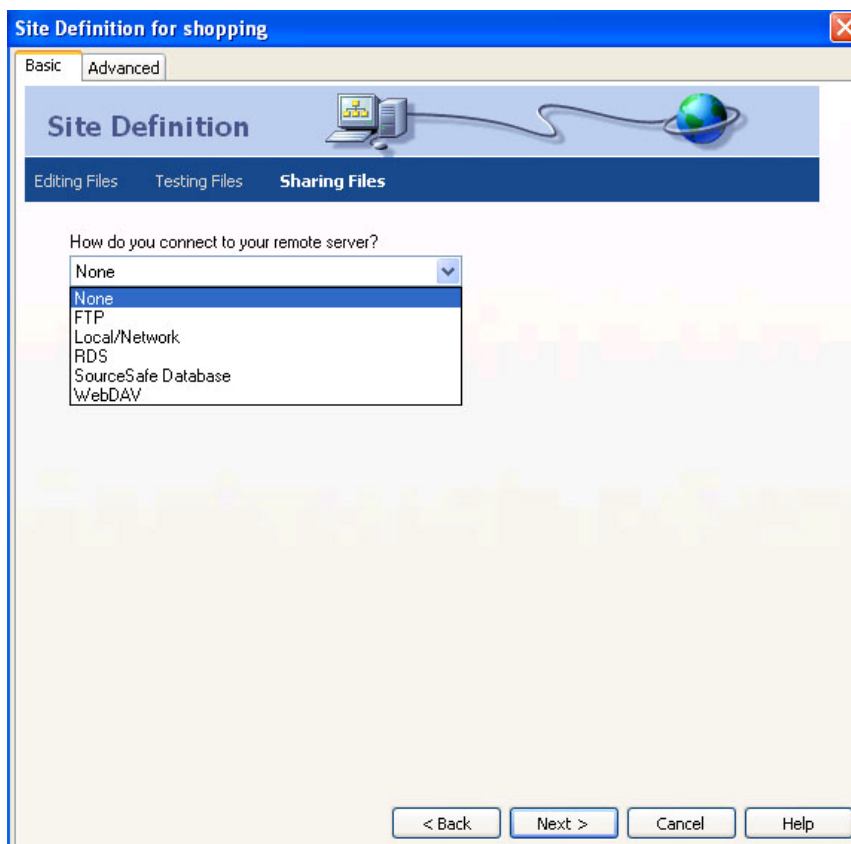 Site Definition for shopping
Basic Advanced
Site Definition
Editing Files Testing Files Sharing Files
How do you connect to your remote server?
None
None
FTP
Local/Network
RDS
SourceSafe Database
WebDAV
< Back Next > Cancel Help